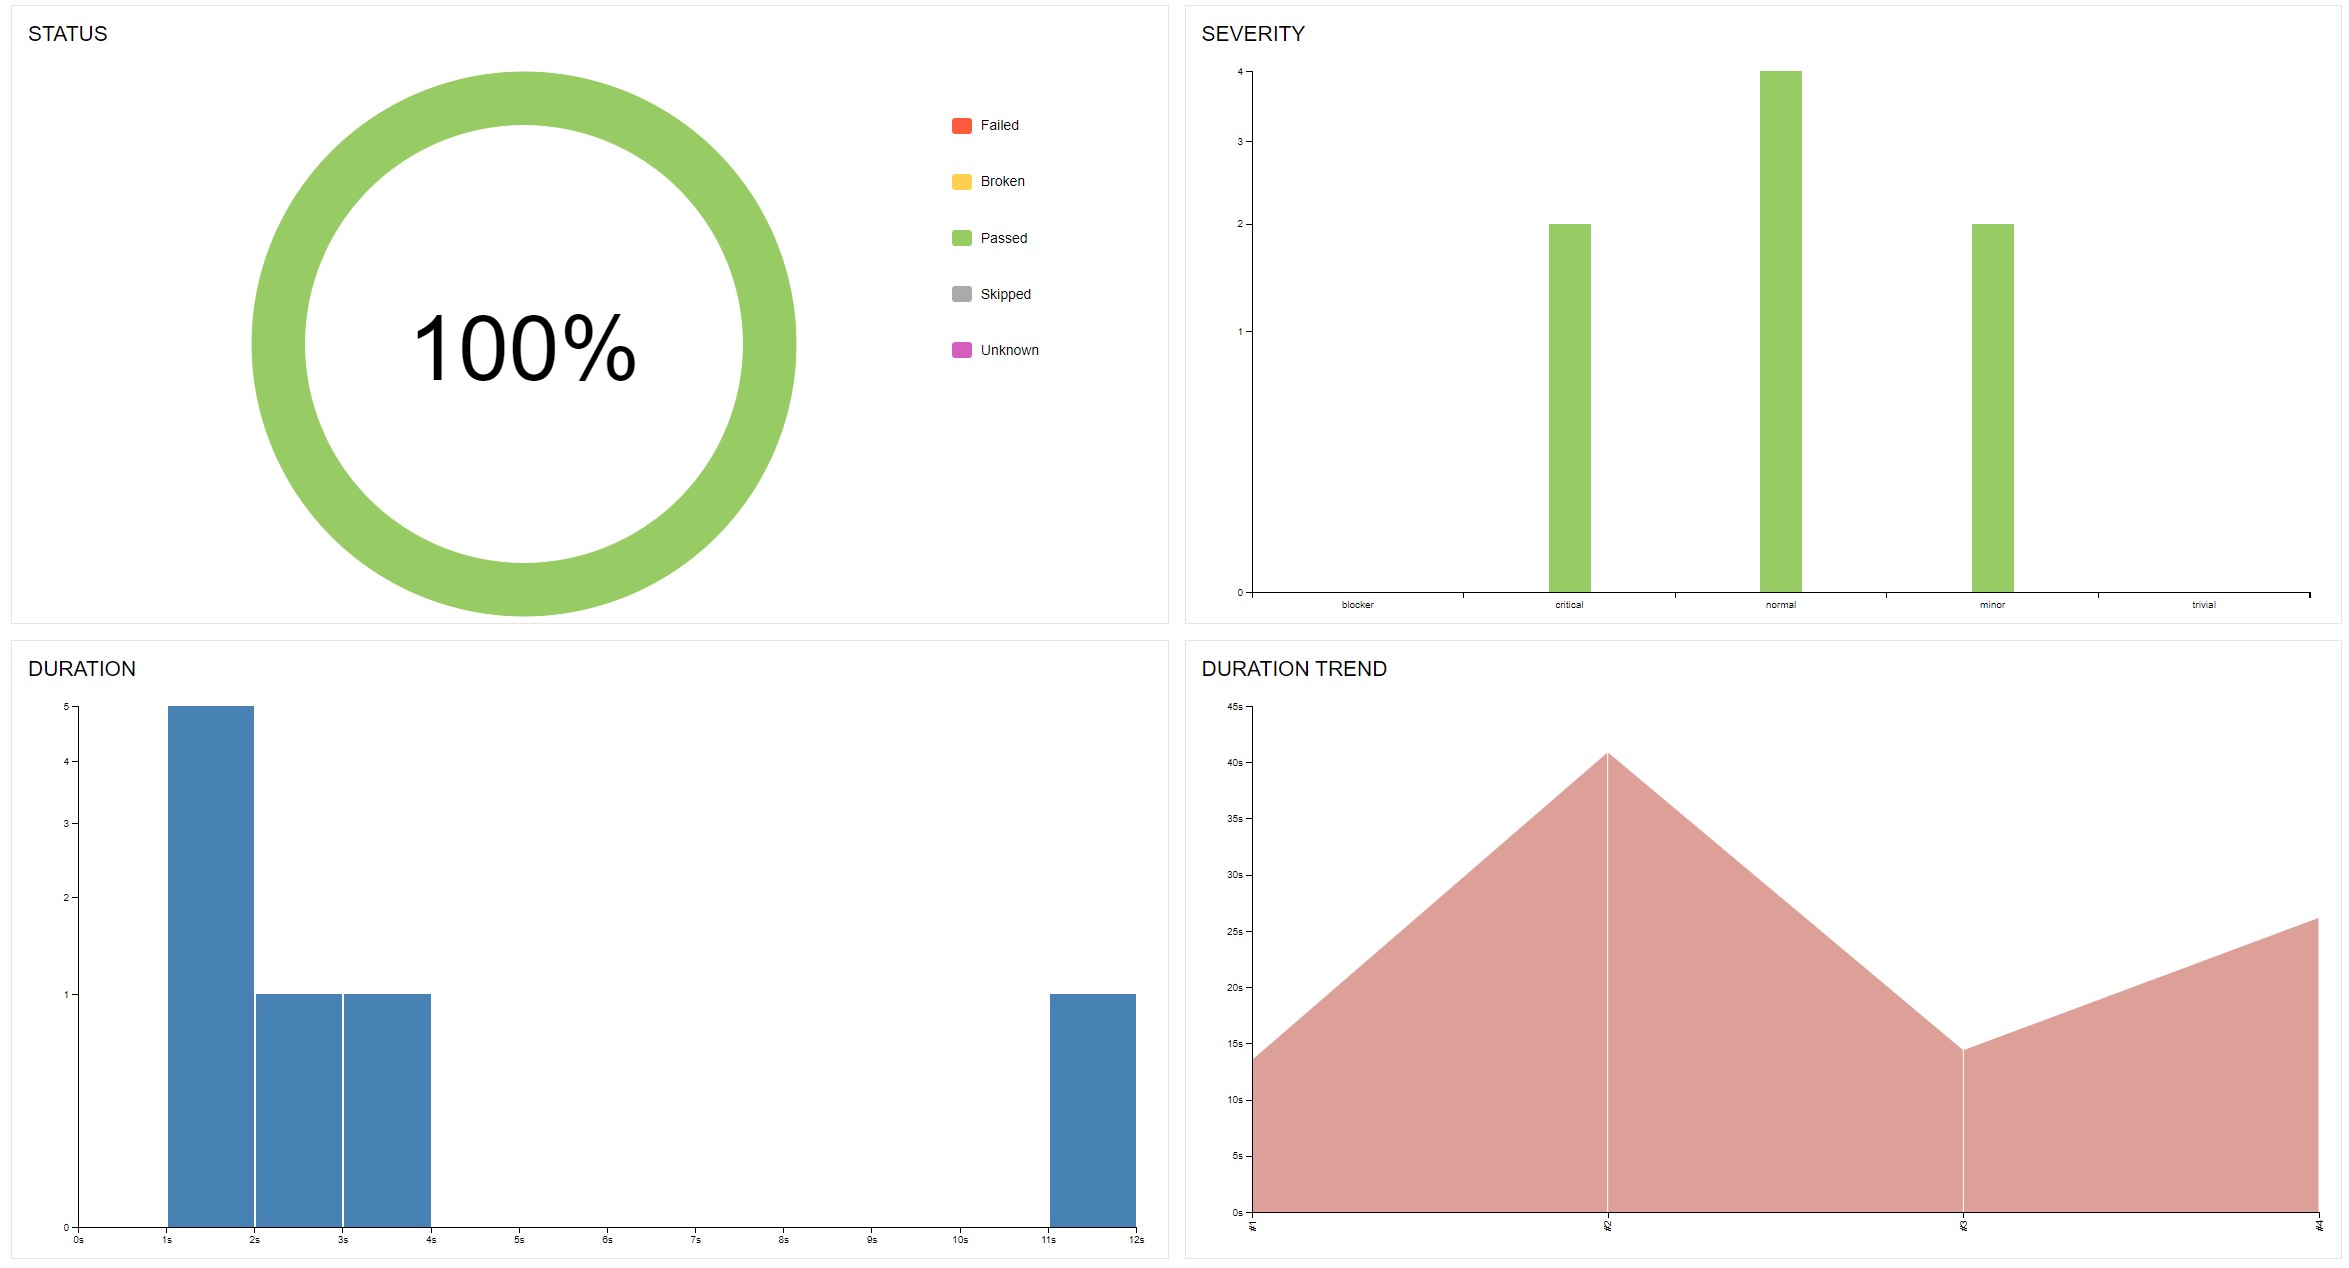 STATUS
100%
Failed
Broken
Passed
Skipped
Unknown
SEVERITY
4
3
2
1
0
blocker critical normal minor trivial
DURATION
5
4
3
2
1
0
0s 1s 2s 3s 4s 5s 6s 7s 8s 9s 10s 11s 12s
DURATION TREND
45s
40s
35s
30s
25s
20s
15s
10s
5s
0s
#1 #2 #3 #4